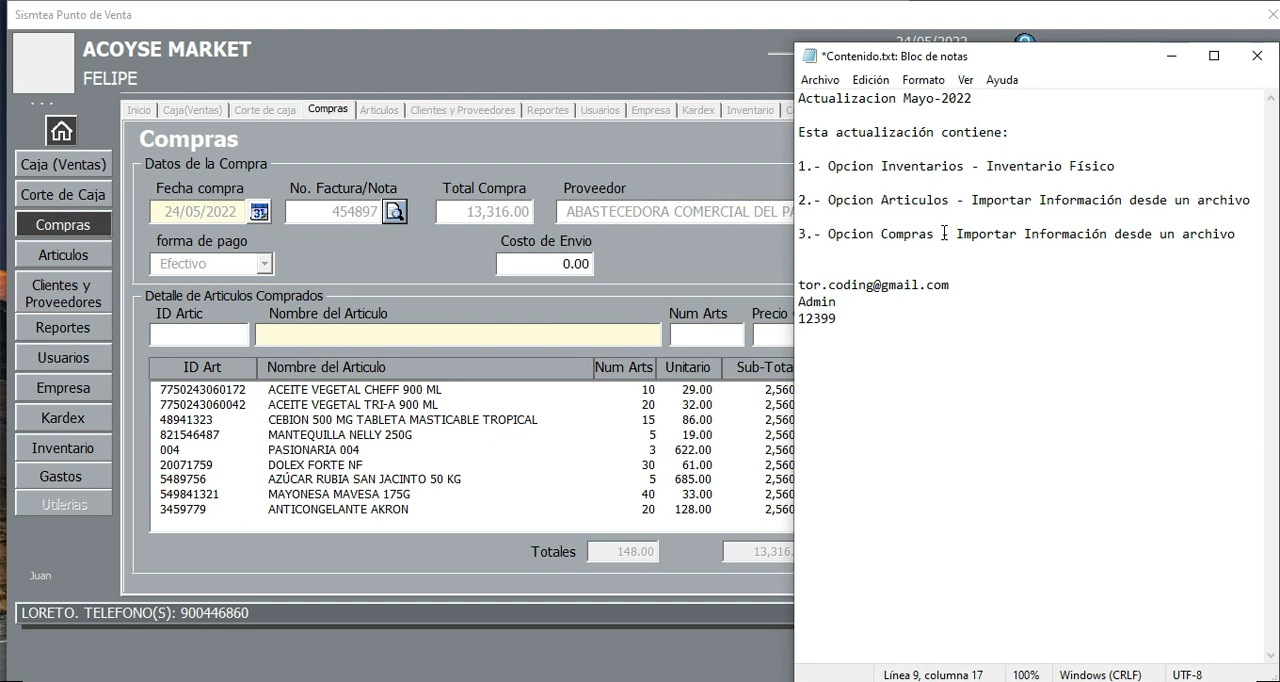 Sismtea Punto de Venta
ACOYSE MARKET
FELIPE
Inicio Caja(Ventas) Corte de caja Compras Articulos Clientes y Proveedores Reportes Usuarios Empresa Kardex Inventario
Caja (Ventas)
Corte de Caja
Compras
Articulos
Clientes y
Proveedores
Reportes
Usuarios
Empresa
Kardex
Inventario
Gastos
Utilerias
Juan
Compras
Datos de la Compra
Fecha compra No. Factura/Nota Total Compra Proveedor
24/05/2022 31 454897 13,316.00 ABASTECEDORA COMERCIAL DEL
forma de pago Costo de Envio
Efectivo 0.00
Detalle de Articulos Comprados
ID Artic Nombre del Articulo Num Arts Precio
ID Art Nombre del Articulo Num Arts Unitario Sub-Tota
7750243060172 ACEITE VEGETAL CHEFF 900 ML 10 29.00 2,560
7750243060042 ACEITE VEGETAL TRI-A 900 ML 20 32.00 2,560
48941323 CEBION 500 MG TABLETA MASTICABLE TROPICAL 15 86.00 2,560
821546487 MANTEQUILLA NELLY 250G 5 19.00 2,560
004 PASIONARIA 004 3 622.00 2,560
20071759 DOLEX FORTE NF 30 61.00 2,560
5489756 AZÚCAR RUBIA SAN JACINTO 50 KG 5 685.00 2,560
549841321 MAYONESA MAVESA 175G 40 33.00 2,560
3459779 ANTICONGELANTE AKRON 20 128.00 2,560
Totales 148.00 13,316.
LORETO. TELEFONO(S): 900446860
*Contenido.txt: Bloc de notas
Archivo Edición Formato Ver Ayuda
Actualizacion Mayo-2022
Esta actualización contiene:
1.- Opcion Inventarios - Inventario Físico
2.- Opcion Articulos - Importar Información desde un archivo
3.- Opcion Compras - Importar Información desde un archivo
tor.coding@gmail.com
Admin
12399
Línea 9, columna 17 100% Windows (CRLF) UTF-8